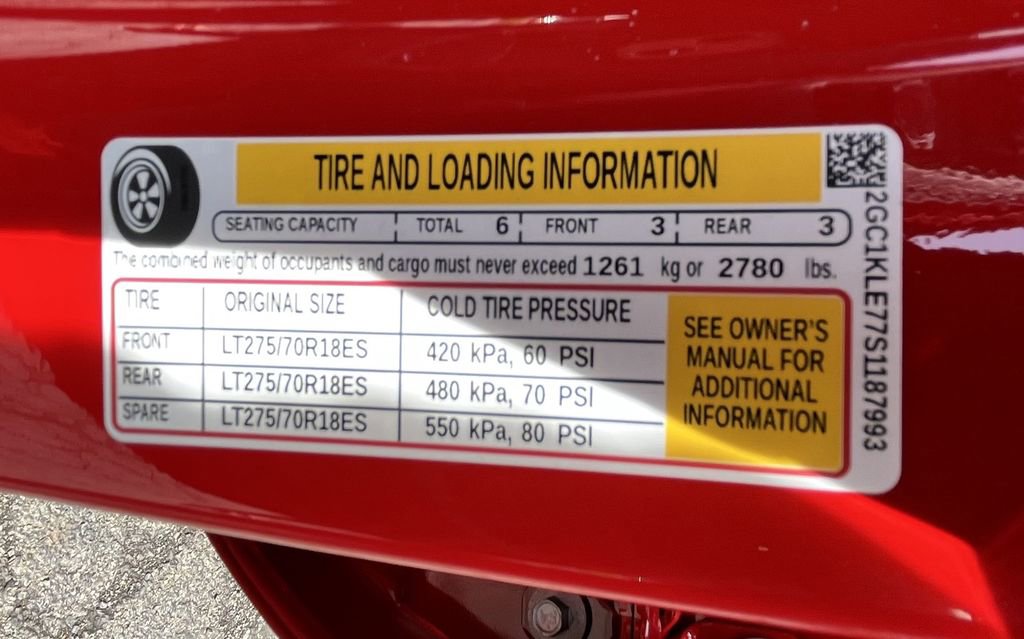 TIRE AND LOADING INFORMATION
SEATING CAPACITY TOTAL 6 FRONT 3 REAR 3
The combined weight of occupants and cargo must never exceed 1261 kg or 2780 lbs.
TIRE ORIGINAL SIZE COLD TIRE PRESSURE
FRONT LT275/70R18ES 420 kPa, 60 PSI
REAR LT275/70R18ES 480 kPa, 70 PSI
SPARE LT275/70R18ES 550 kPa, 80 PSI
SEE OWNER'S
MANUAL FOR
ADDITIONAL
INFORMATION
2GC1KLE77S1187993